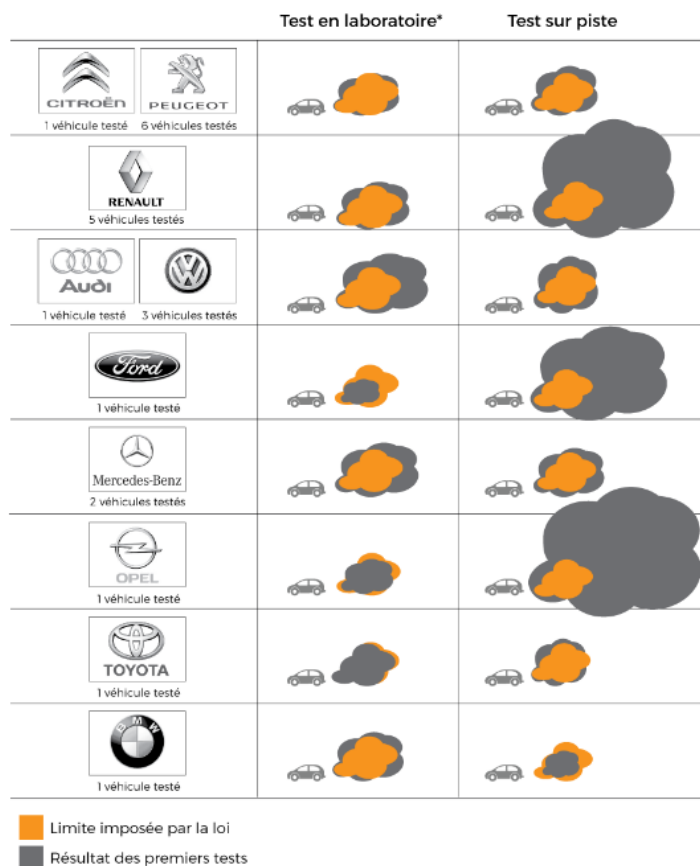 Test en laboratoire* Test sur piste
CITROËN PEUGEOT
1 véhicule testé 6 véhicules testés
RENAULT
5 véhicules testés
Audi VW
1 véhicule testé 3 véhicules testés
Ford
1 véhicule testé
Mercedes-Benz
2 véhicules testés
OPEL
1 véhicule testé
TOYOTA
1 véhicule testé
BMW
1 véhicule testé
Limite imposée par la loi
Résultat des premiers tests